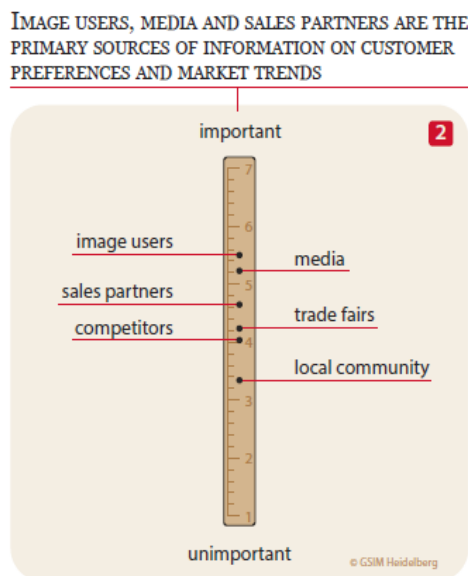 IMAGE USERS, MEDIA AND SALES PARTNERS ARE THE
PRIMARY SOURCES OF INFORMATION ON CUSTOMER
PREFERENCES AND MARKET TRENDS
important
2
7
6
image users
media
5
sales partners
trade fairs
competitors
4
local community
3
2
1
unimportant
© GSIM Heidelberg